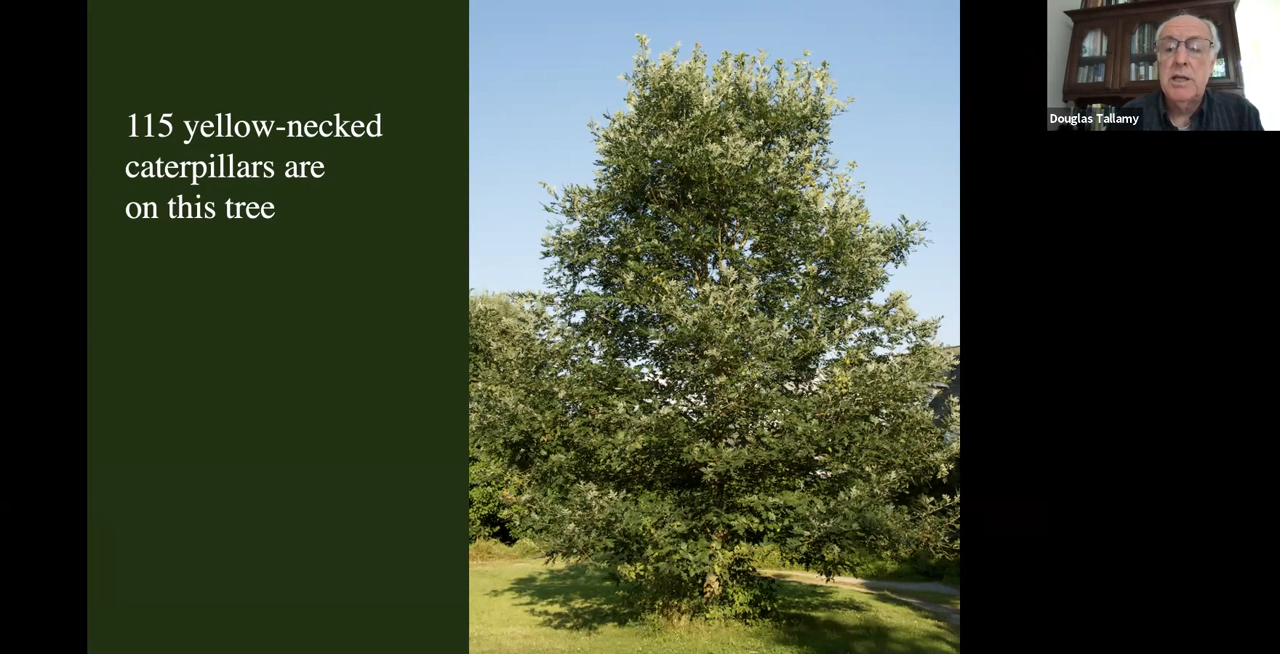 115 yellow-necked
caterpillars are
on this tree
Douglas Tallamy